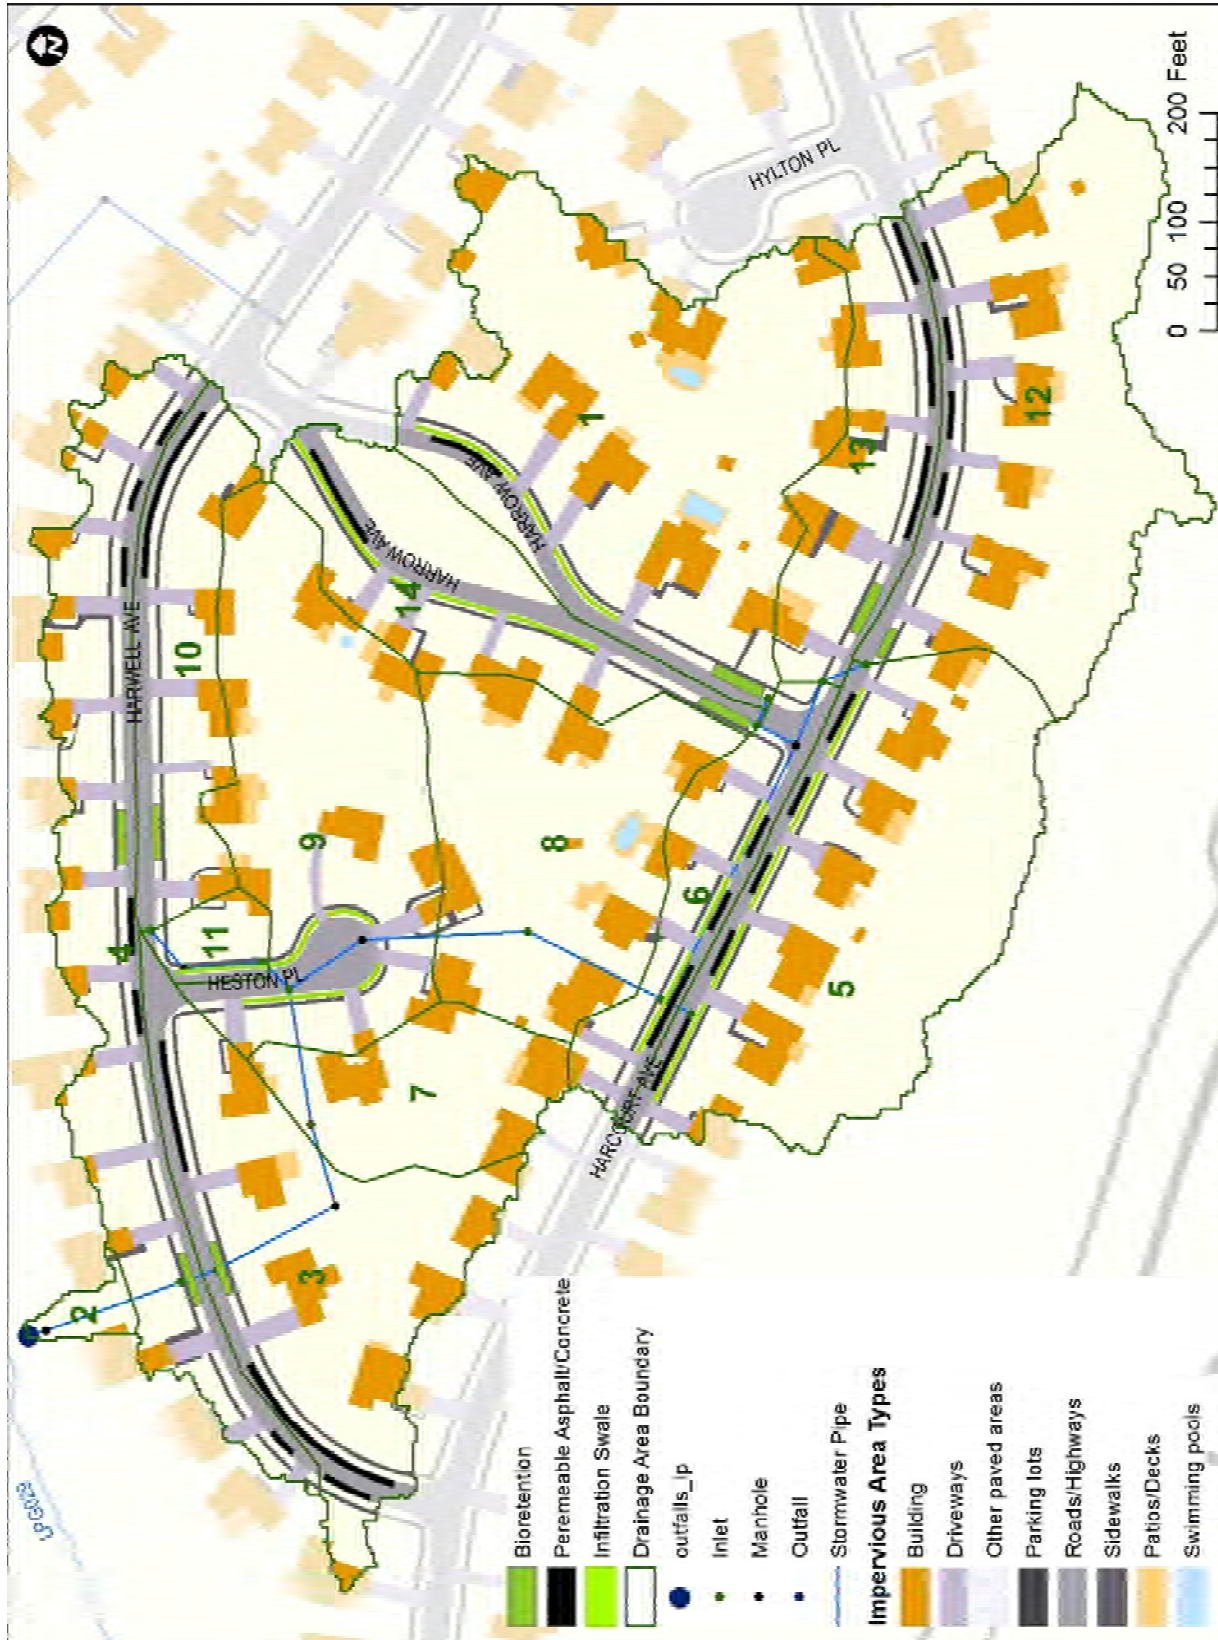 N
HARWELL AVE
HARROW AVE
HARROW AVE
HYLTON PL
HESTON PL
HARCOURT AVE
1
2
3
4
5
6
7
8
9
10
11
12
13
14
0 50 100 200 Feet
Bioretention
Peremeable Asphalt/Concrete
Infiltration Swale
Drainage Area Boundary
outfalls_ip
Inlet
Manhole
Outfall
Stormwater Pipe
Impervious Area Types
Building
Driveways
Other paved areas
Parking lots
Roads/Highways
Sidewalks
Patios/Decks
Swimming pools